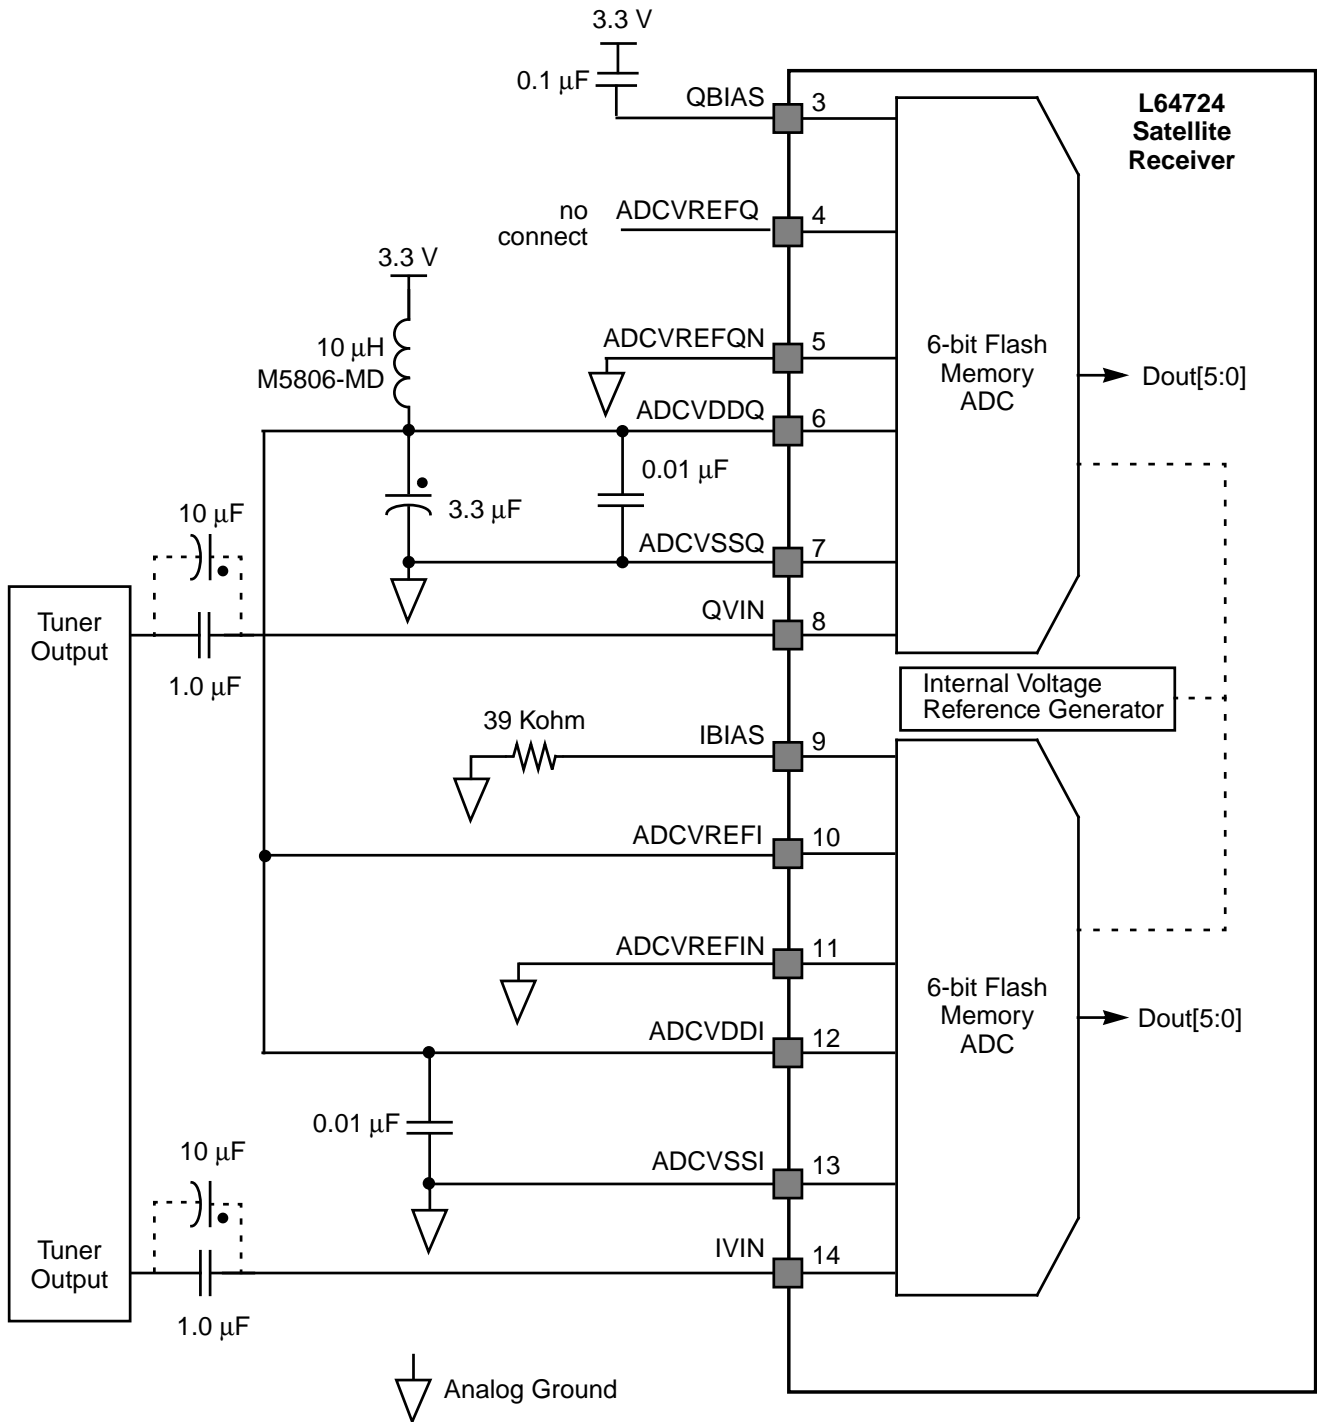 3.3 V
0.1 μF
QBIAS
3
L64724
Satellite
Receiver
no
connect
ADCVREFQ
4
3.3 V
10 μH
M5806-MD
ADCVREFQN
5
6-bit Flash
Memory
ADC
Dout[5:0]
ADCVDDQ
6
0.01 μF
3.3 μF
10 μF
ADCVSSQ
7
Tuner
Output
QVIN
8
1.0 μF
Internal Voltage
Reference Generator
39 Kohm
IBIAS
9
ADCVREFI
10
ADCVREFIN
11
6-bit Flash
Memory
ADC
Dout[5:0]
ADCVDDI
12
0.01 μF
10 μF
ADCVSSI
13
Tuner
Output
IVIN
14
1.0 μF
Analog Ground